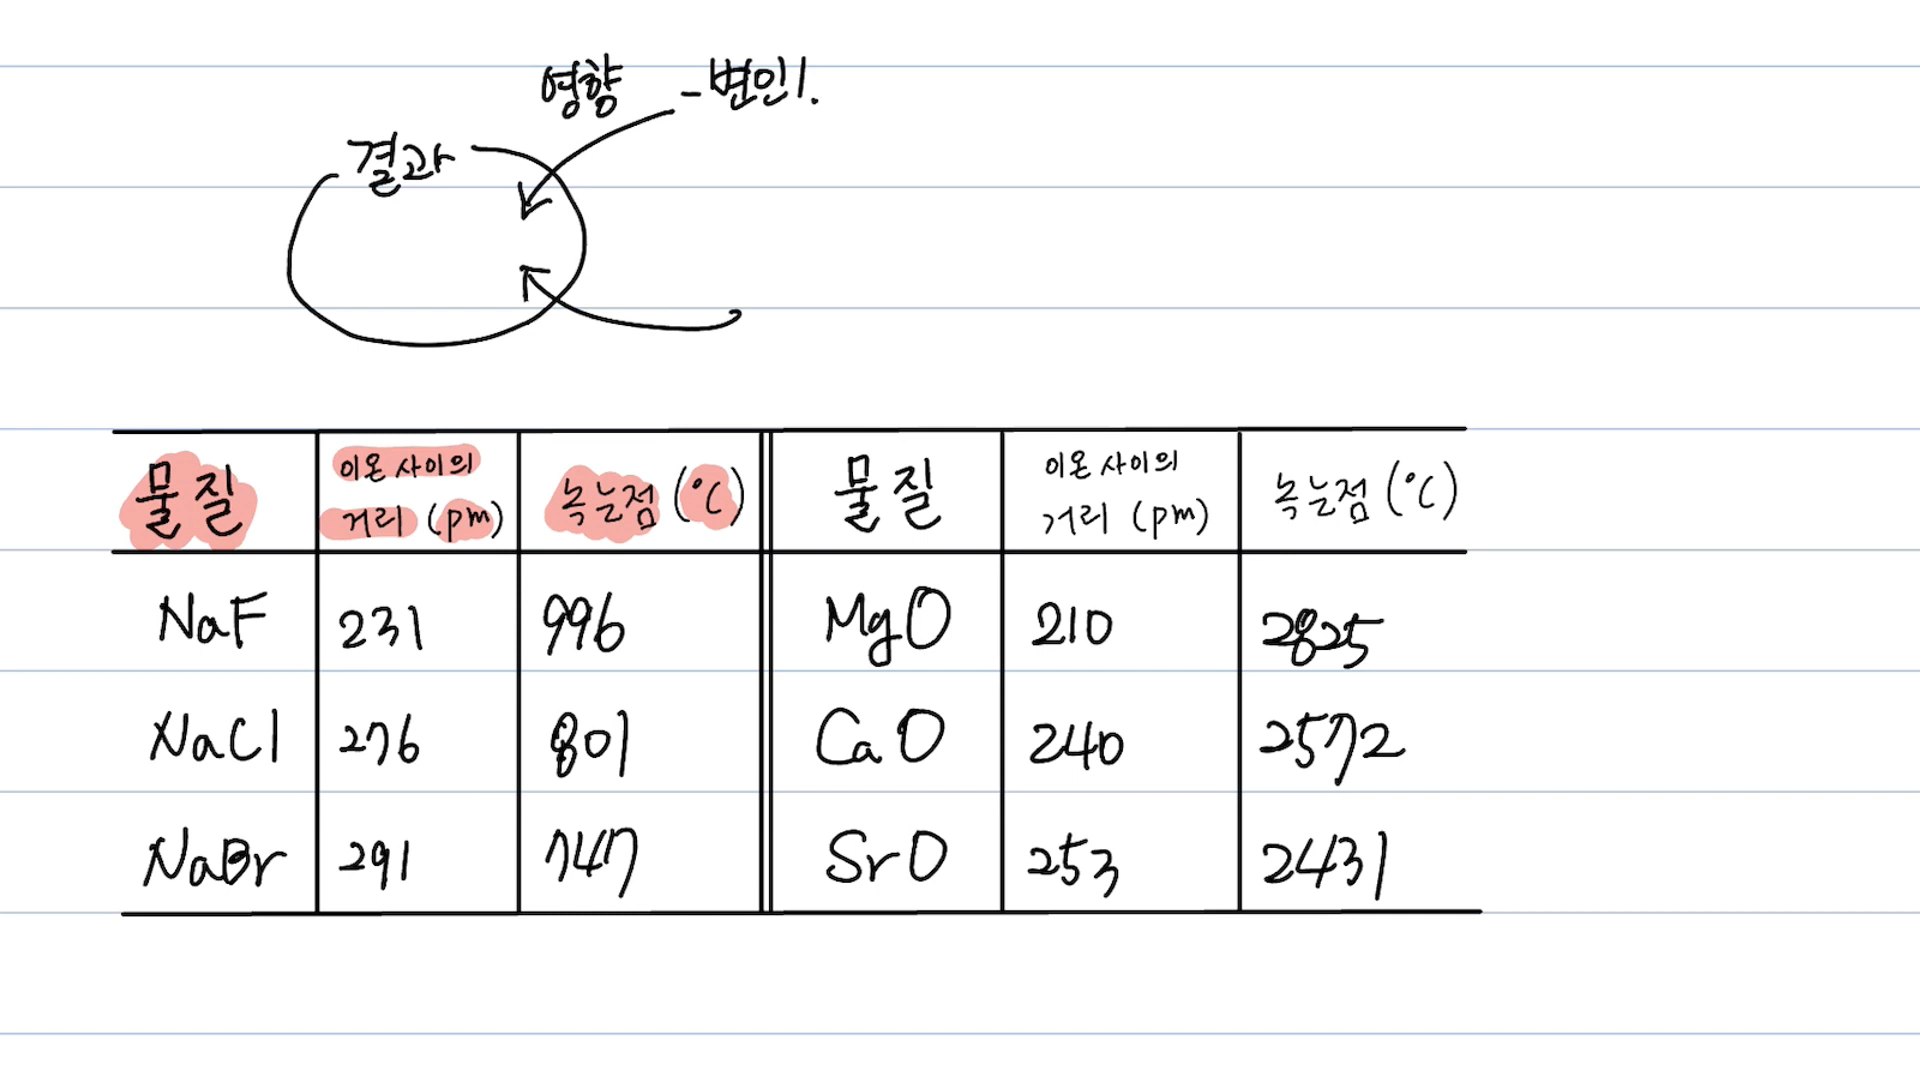 영향 -변인1.
결과
물질 이온 사이의 거리 (pm) 녹는점 (℃) 물질 이온 사이의 거리 (pm) 녹는점 (℃)
NaF 231 996 MgO 210 2825
NaCl 276 801 CaO 240 2572
NaBr 291 747 SrO 253 2431